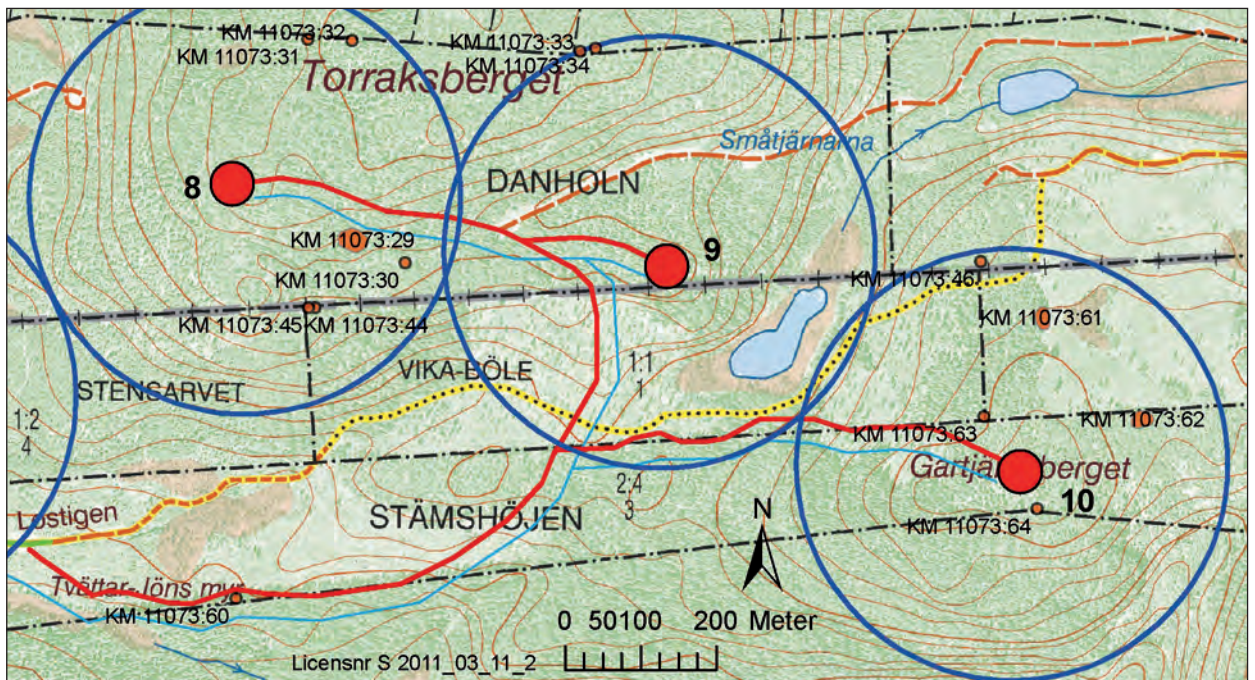 KM 11073:32
KM 11073:31
KM 11073:33
KM 11073:34
Torraksberget
Småtjärnarna
8
DANHOLN
KM 11073:29
9
KM 11073:30
KM 11073:46
KM 11073:45
KM 11073:44
KM 11073:61
1:1
1
VIKA-BÖLE
STENSARVET
1:2
4
KM 11073:62
KM 11073:63
2:4
3
10
Lostigen
STÄMSHÖJEN
N
KM 11073:64
Tvättar-löns myr
KM 11073:60
0 50100 200 Meter
Licensnr S 2011_03_11_2